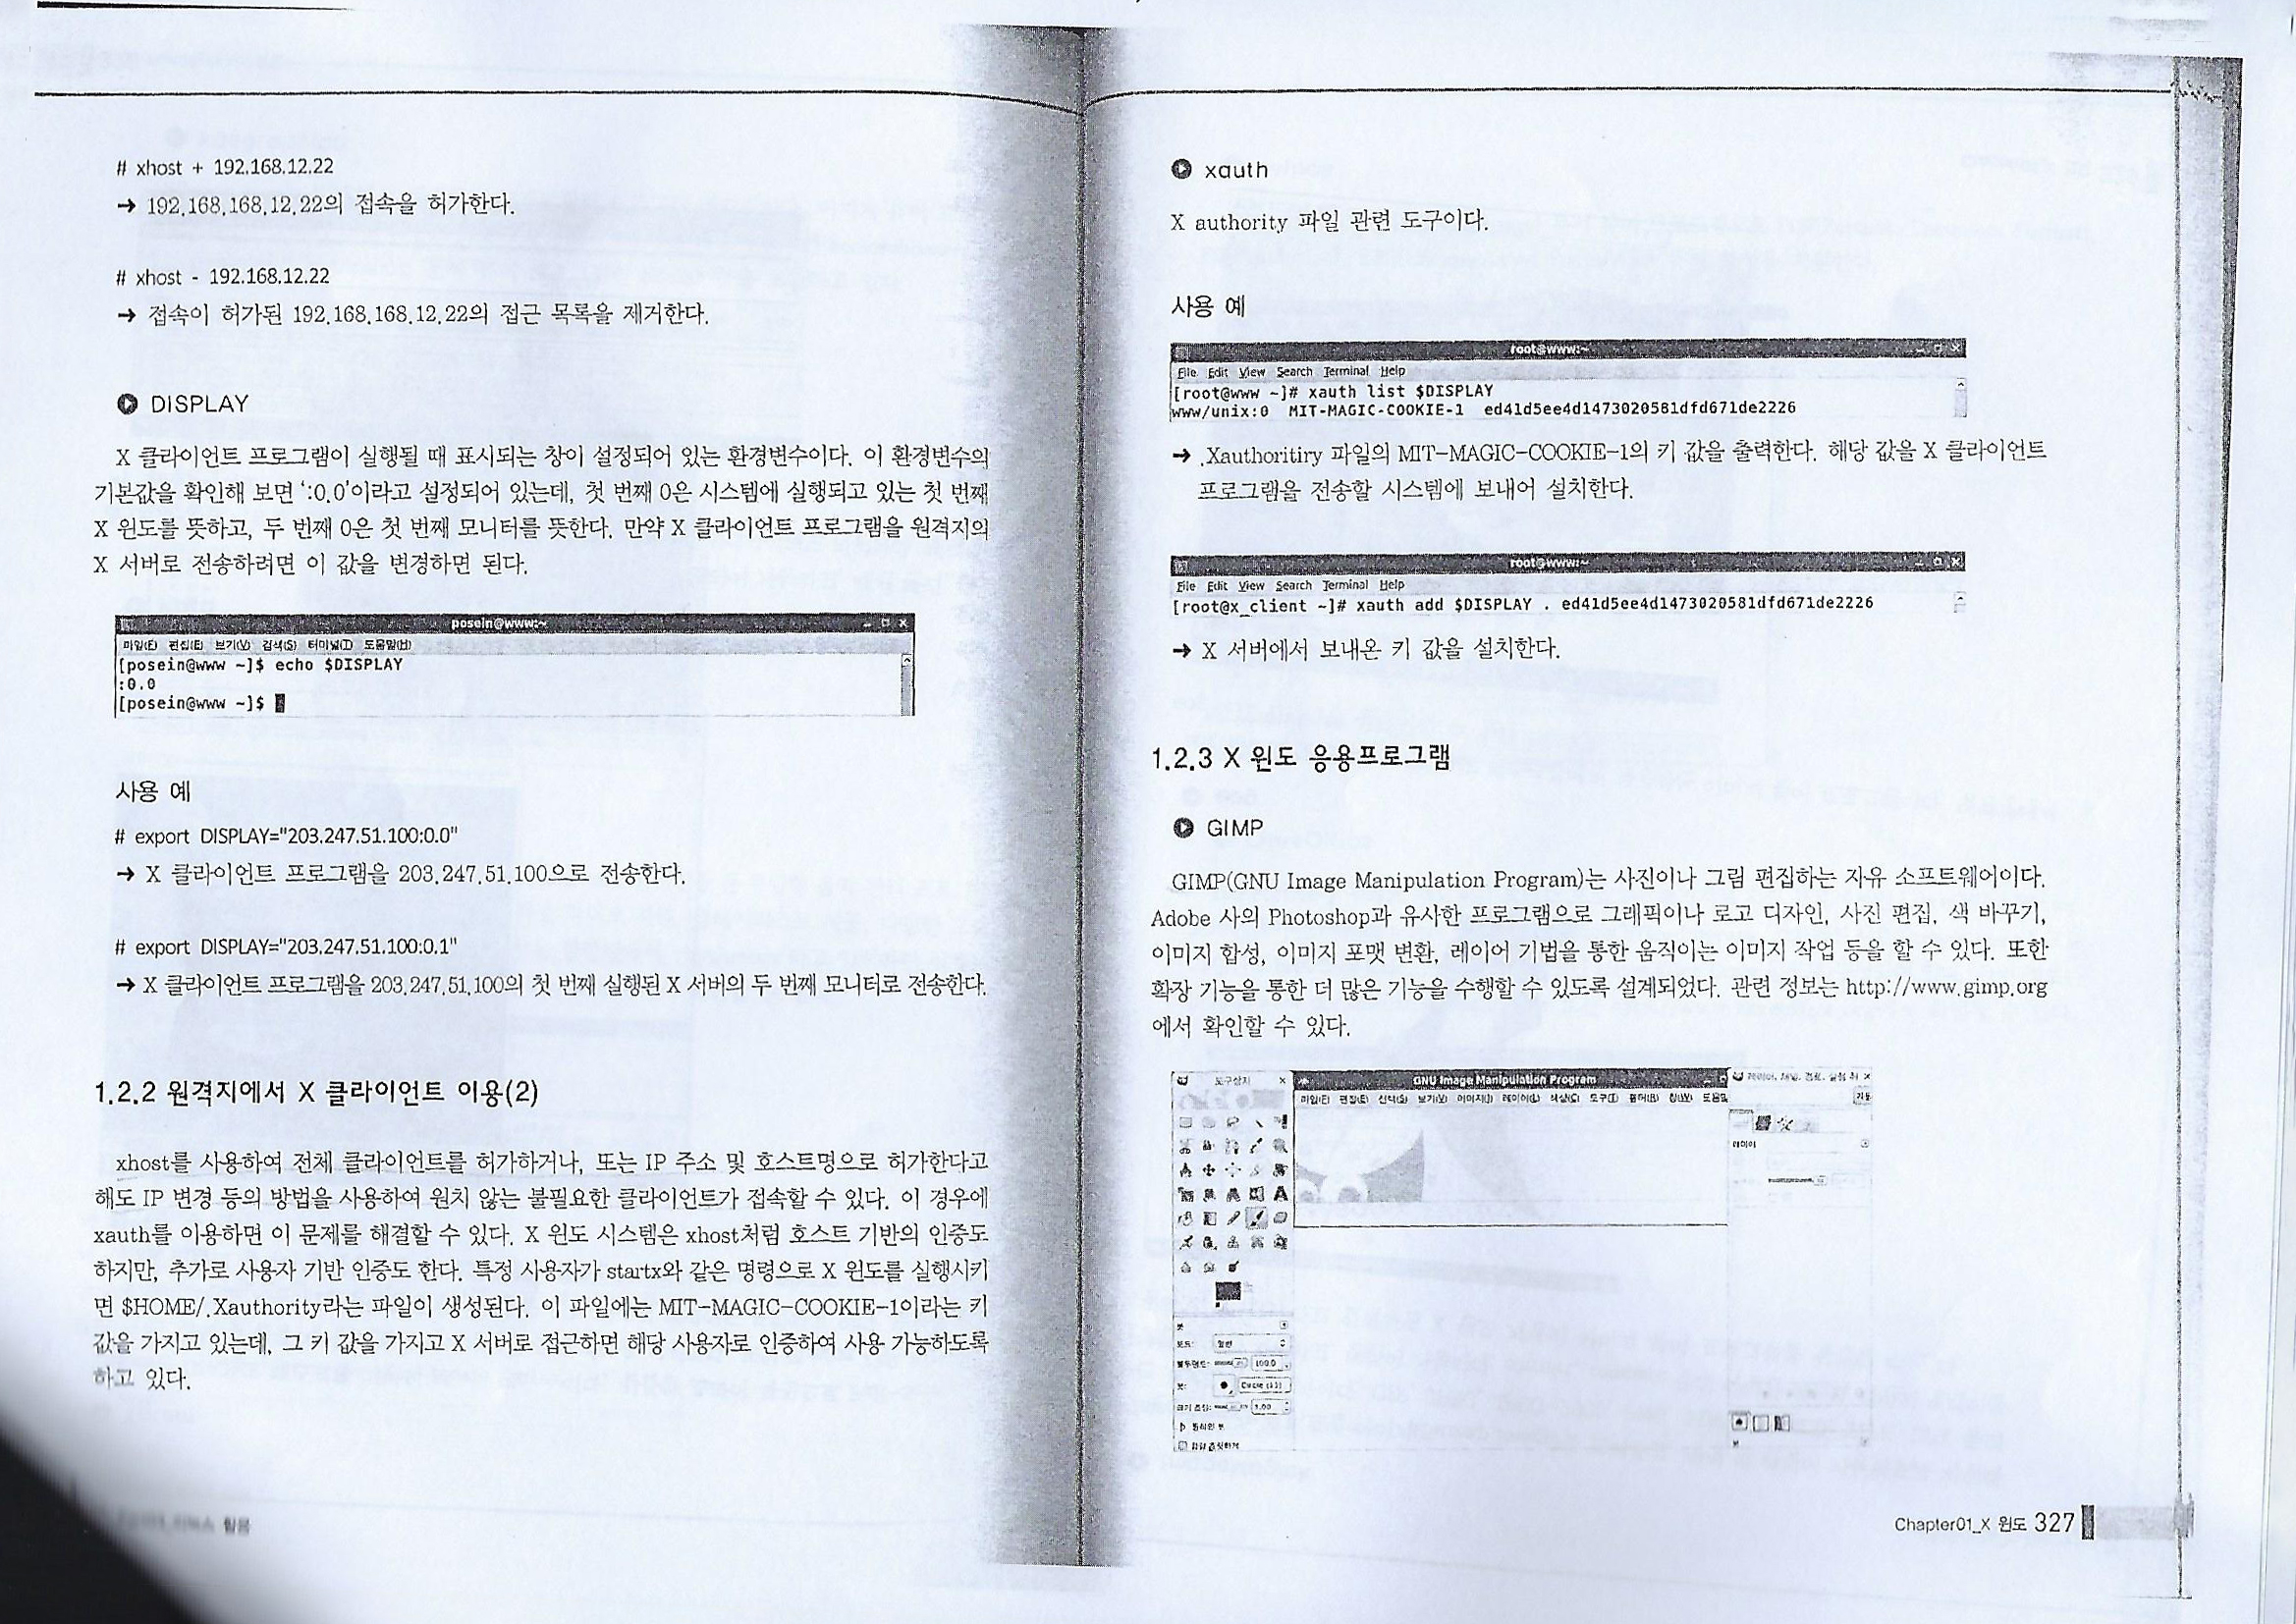 # xhost + 192.168.12.22
→ 192.168.168.12.22의 접속을 허가한다.
# xhost - 192.168.12.22
→ 접속이 허가된 192.168.168.12.22의 접근 목록을 제거한다.
DISPLAY
X 클라이언트 프로그램이 실행될 때 표시되는 창이 설정되어 있는 환경변수이다. 이 환경변수의
기본값을 확인해 보면 ':0.0'이라고 설정되어 있는데, 첫 번째 0은 시스템에 실행되고 있는 첫 번째
X 윈도를 뜻하고, 두 번째 0은 첫 번째 모니터를 뜻한다. 만약 X 클라이언트 프로그램을 원격지의
X 서버로 전송하려면 이 값을 변경하면 된다.
posein@www:~
파일(F) 편집(E) 보기(V) 검색(S) 터미널(T) 도움말(H)
[posein@www ~]$ echo $DISPLAY
:0.0
[posein@www ~]$
사용 예
# export DISPLAY="203.247.51.100:0.0"
→ X 클라이언트 프로그램을 203.247.51.100으로 전송한다.
# export DISPLAY="203.247.51.100:0.1"
→ X 클라이언트 프로그램을 203.247.51.100의 첫 번째 실행된 X 서버의 두 번째 모니터로 전송한다.
1.2.2 원격지에서 X 클라이언트 이용(2)
xhost를 사용하여 전체 클라이언트를 허가하거나, 또는 IP 주소 및 호스트명으로 허가한다고
해도 IP 변경 등의 방법을 사용하여 원치 않는 불필요한 클라이언트가 접속할 수 있다. 이 경우에
xauth를 이용하면 이 문제를 해결할 수 있다. X 윈도 시스템은 xhost처럼 호스트 기반의 인증도
하지만, 추가로 사용자 기반 인증도 한다. 특정 사용자가 startx와 같은 명령으로 X 윈도를 실행시키
면 $HOME/.Xauthority라는 파일이 생성된다. 이 파일에는 MIT-MAGIC-COOKIE-1이라는 키
값을 가지고 있는데, 그 키 값을 가지고 X 서버로 접근하면 해당 사용자로 인증하여 사용 가능하도록
하고 있다.
활용
xauth
X authority 파일 관련 도구이다.
사용 예
root@www:~
File Edit View Search Terminal Help
[root@www ~]# xauth list $DISPLAY
www/unix:0 MIT-MAGIC-COOKIE-1 ed41d5ee4d1473020581dfd671de2226
→ .Xauthoritiry 파일의 MIT-MAGIC-COOKIE-1의 키 값을 출력한다. 해당 값을 X 클라이언트
프로그램을 전송할 시스템에 보내어 설치한다.
root@www:~
File Edit View Search Terminal Help
[root@x_client ~]# xauth add $DISPLAY . ed41d5ee4d1473020581dfd671de2226
→ X 서버에서 보내온 키 값을 설치한다.
1.2.3 X 윈도 응용프로그램
GIMP
GIMP(GNU Image Manipulation Program)는 사진이나 그림 편집하는 자유 소프트웨어이다.
Adobe 사의 Photoshop과 유사한 프로그램으로 그래픽이나 로고 디자인, 사진 편집, 색 바꾸기,
이미지 합성, 이미지 포맷 변환, 레이어 기법을 통한 움직이는 이미지 작업 등을 할 수 있다. 또한
확장 기능을 통한 더 많은 기능을 수행할 수 있도록 설계되었다. 관련 정보는 http://www.gimp.org
에서 확인할 수 있다.
도구상자
GNU Image Manipulation Program
파일(F) 편집(E) 선택(S) 보기(V) 이미지(I) 레이어(L) 색상(C) 도구(T) 필터(R) 창(W) 도움말
레이어
붓
모드: 일반
불투명도: 100.0
붓: Circle (11)
크기 조정: 1.00
Chapter01_X 윈도 327